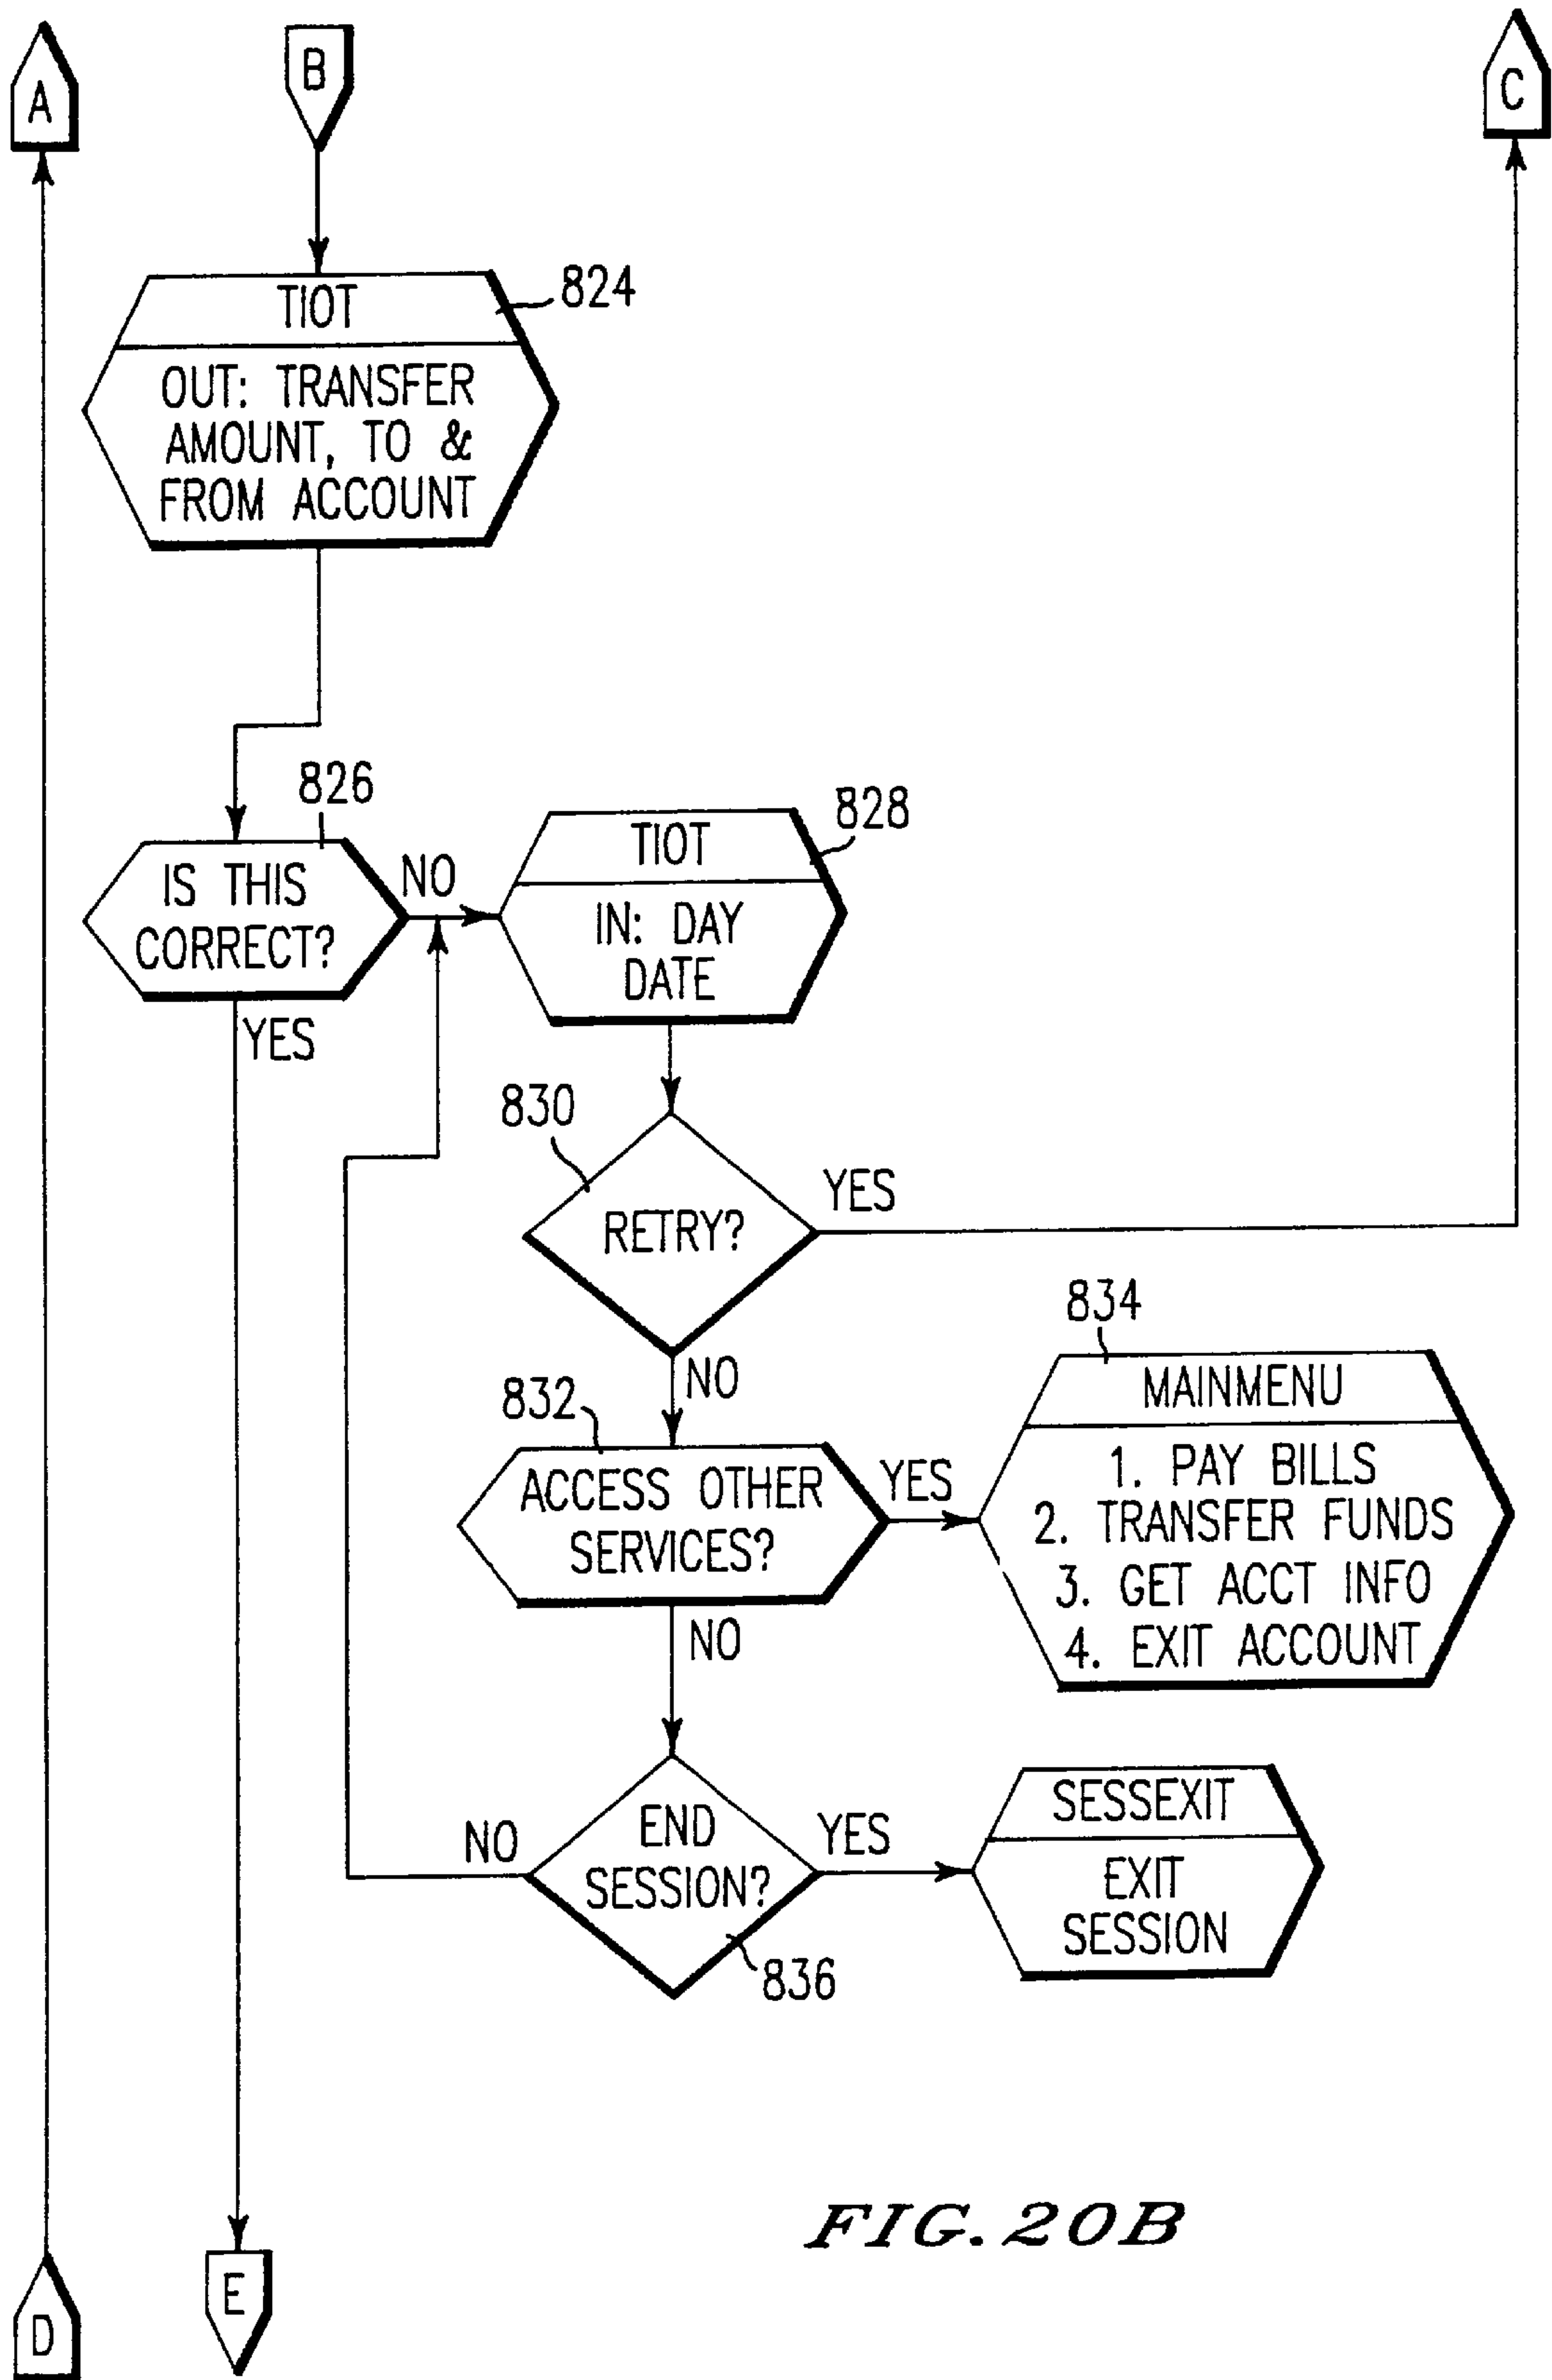 A
B
C
TIOT
824
OUT: TRANSFER
AMOUNT, TO &
FROM ACCOUNT
826
IS THIS
CORRECT?
NO
YES
828
TIOT
IN: DAY
DATE
830
RETRY?
YES
NO
832
ACCESS OTHER
SERVICES?
YES
NO
834
MAINMENU
1. PAY BILLS
2. TRANSFER FUNDS
3. GET ACCT INFO
4. EXIT ACCOUNT
NO
END
SESSION?
YES
836
SESSEXIT
EXIT
SESSION
D
E
FIG. 20B